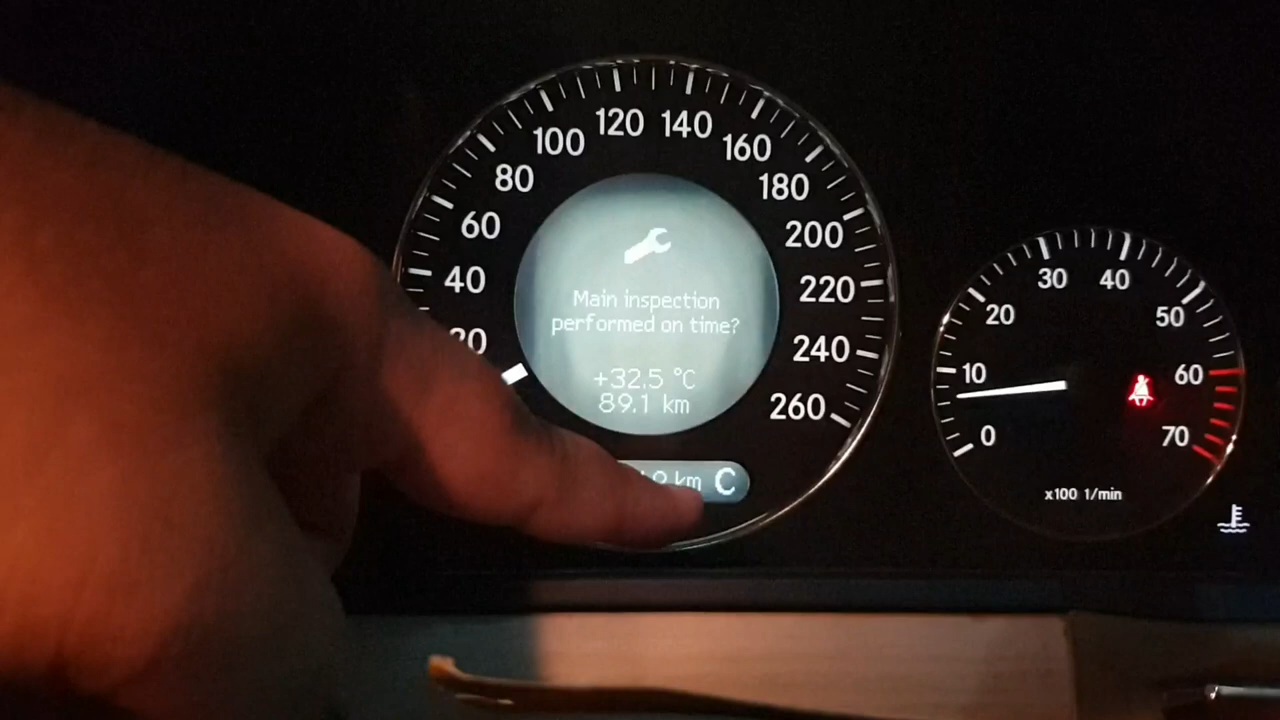 120 140
100 160
80 180
60 200
40 220
240
260
Main inspection
performed on time?
+32.5 °C
89.1 km
km C
30 40
20 50
10 60
0 70
x100 1/min